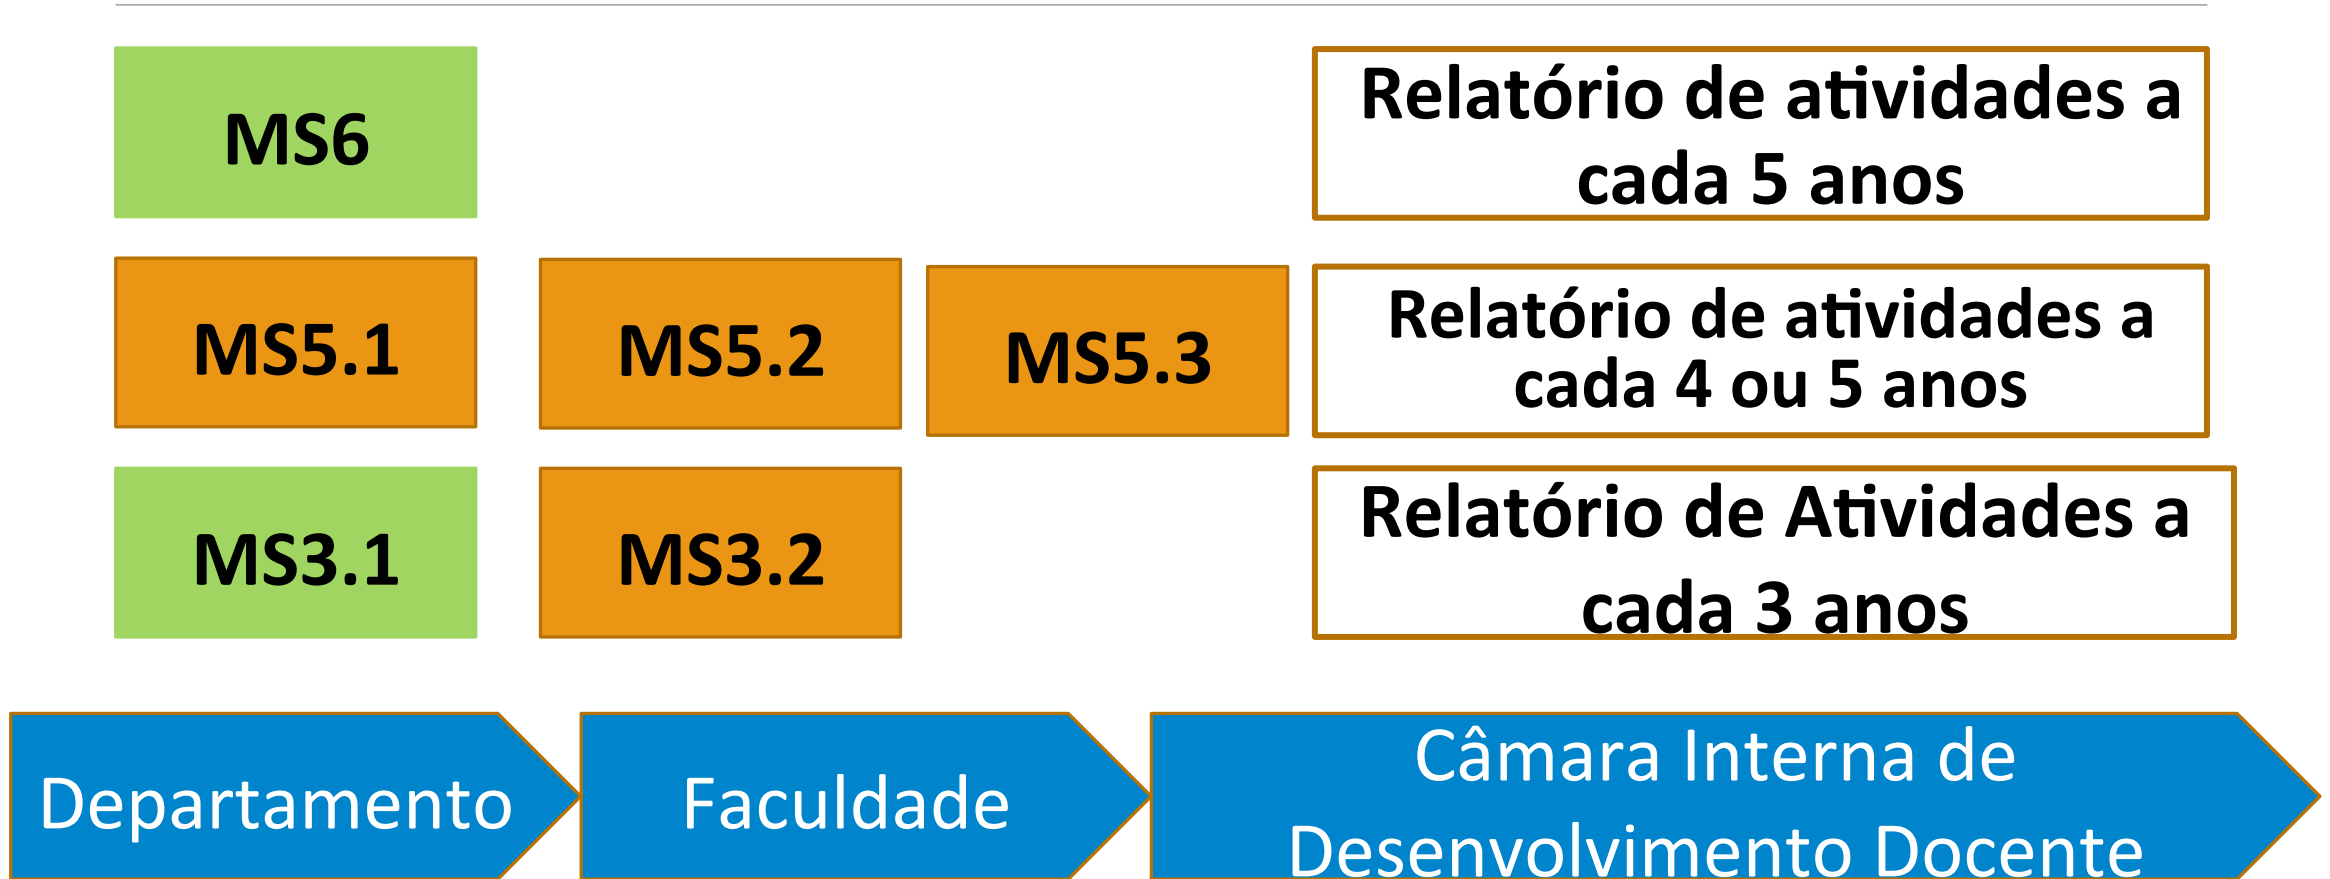 MS6
Relatório de atividades a
cada 5 anos
MS5.1
MS5.2
MS5.3
Relatório de atividades a
cada 4 ou 5 anos
MS3.1
MS3.2
Relatório de Atividades a
cada 3 anos
Departamento
Faculdade
Câmara Interna de
Desenvolvimento Docente